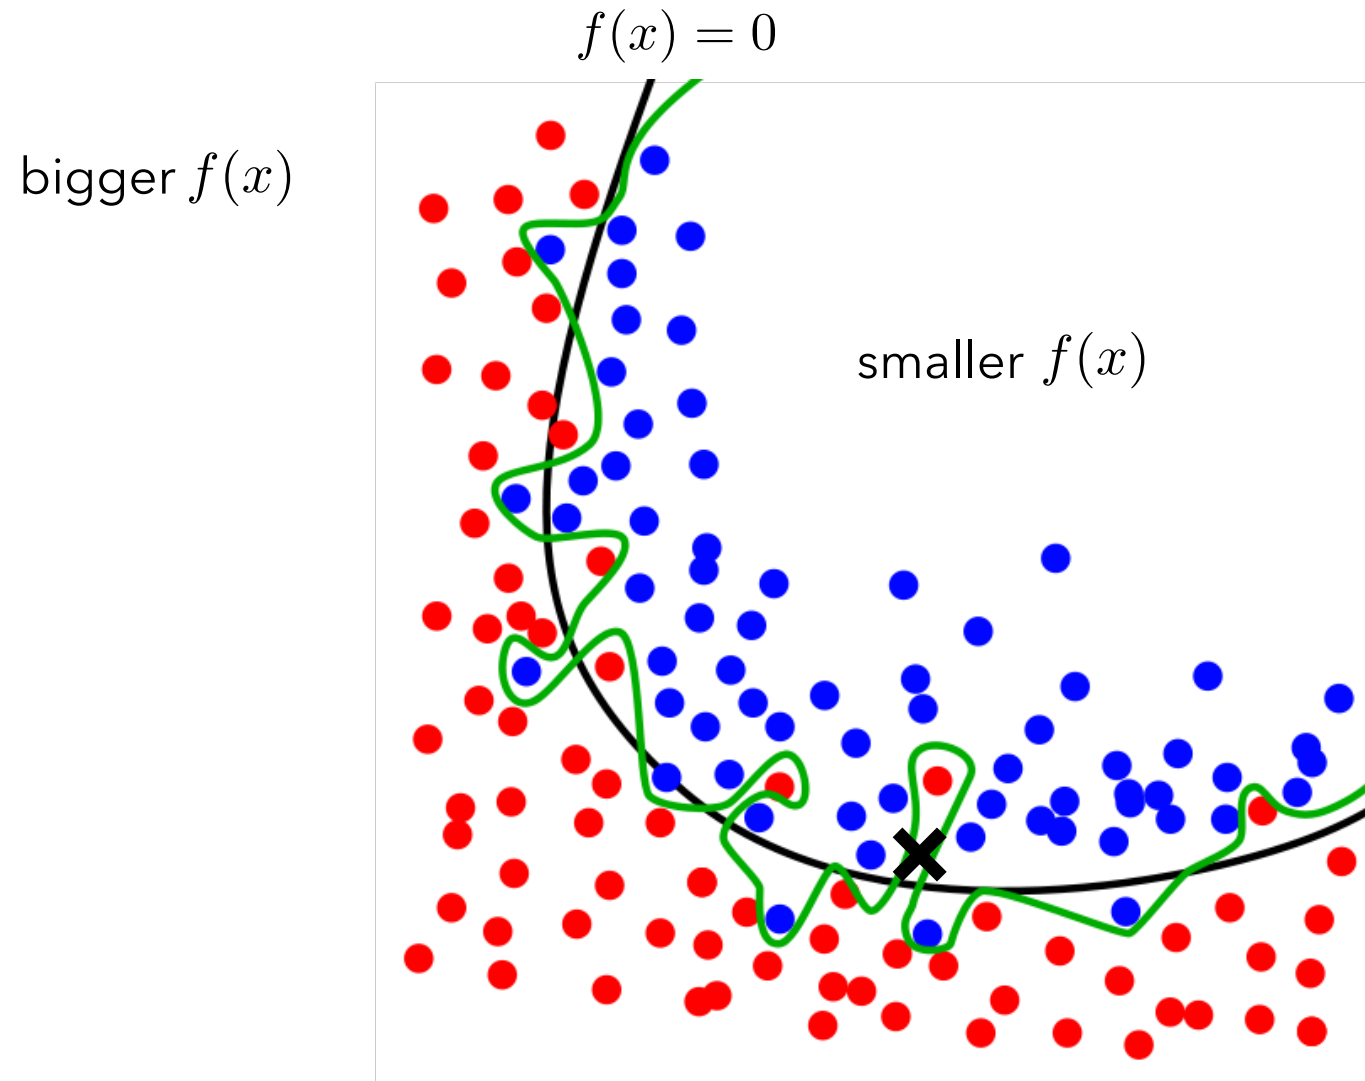 f(x) = 0
bigger f(x)
smaller f(x)